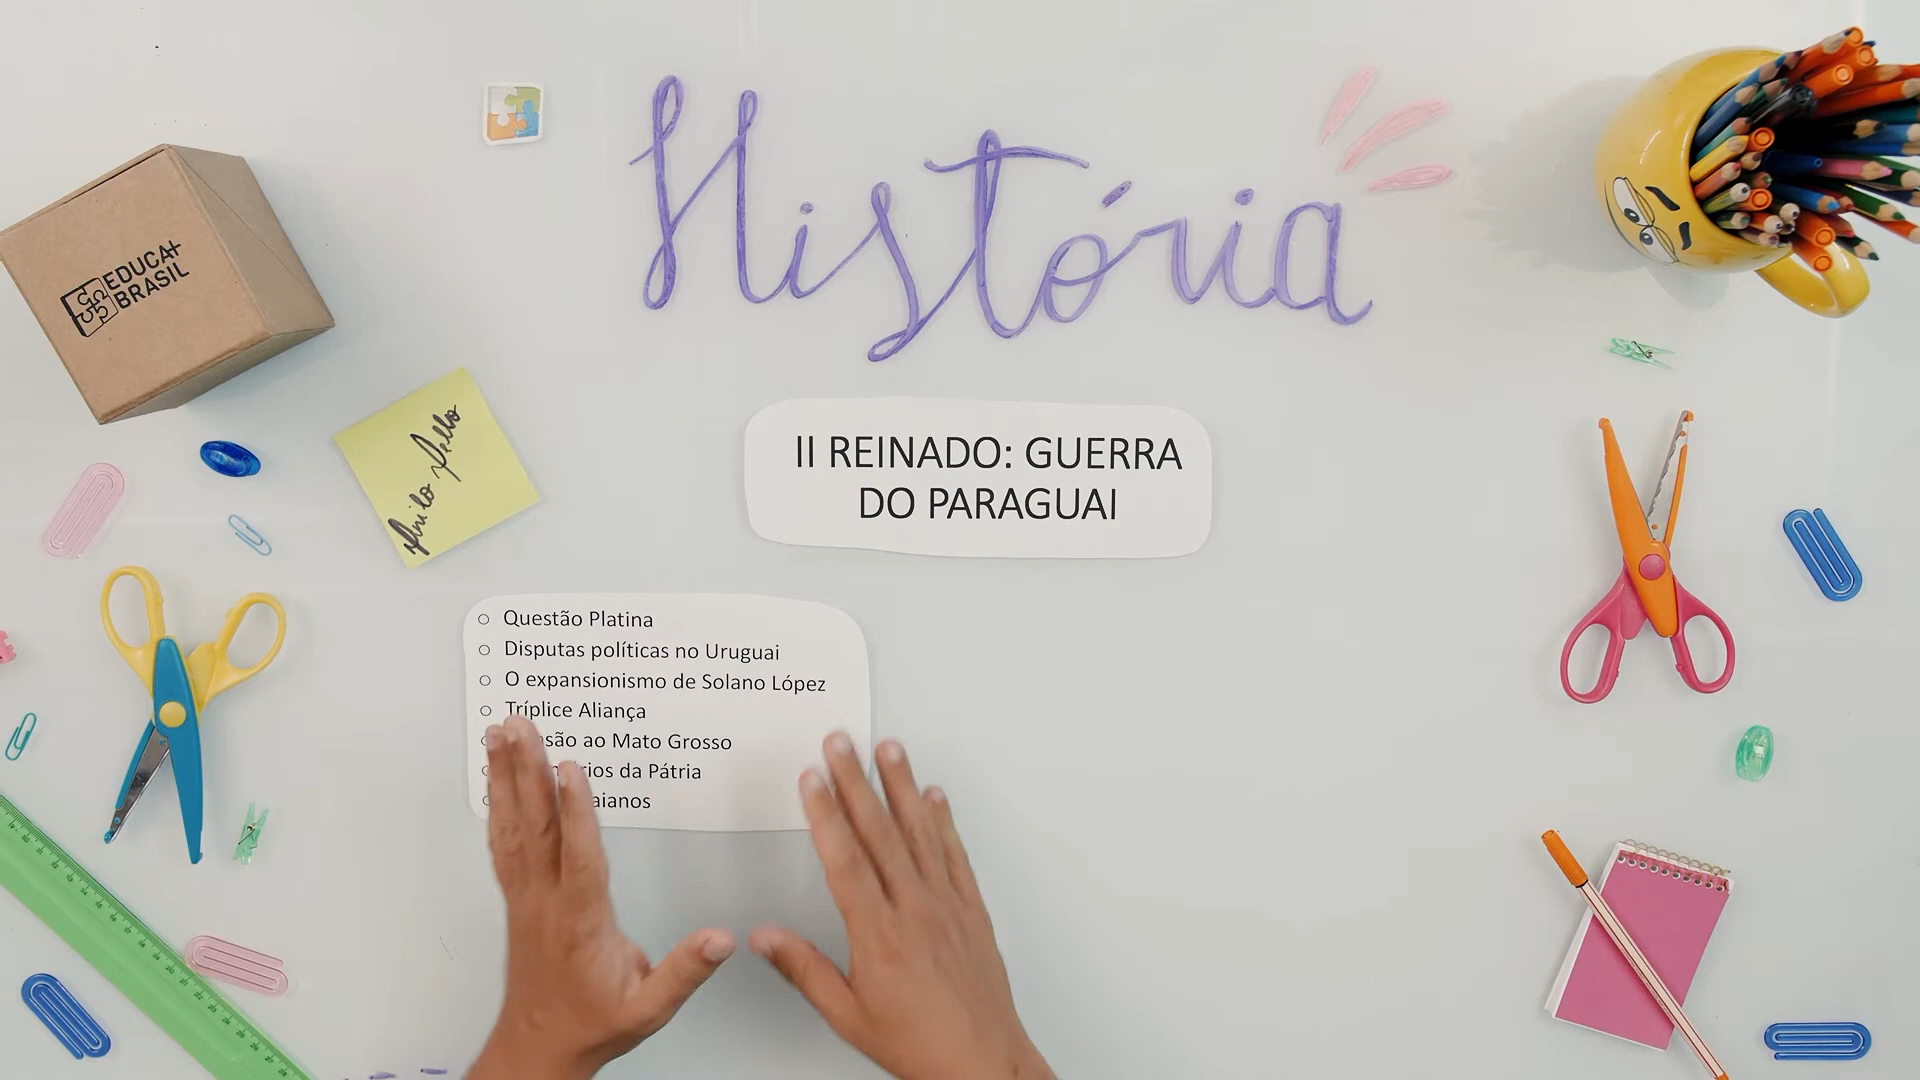 História
EDUCA+
BRASIL
II REINADO: GUERRA
DO PARAGUAI
Questão Platina
Disputas políticas no Uruguai
O expansionismo de Solano López
Tríplice Aliança
ao Mato Grosso
da Pátria